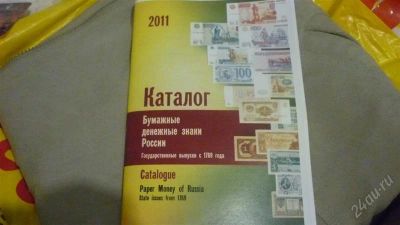 2011
Каталог
Бумажные
денежные знаки
России
Государственные выпуски с 1769 года
Catalogue
Paper Money of Russia
State issues from 1769
100
24au.ru